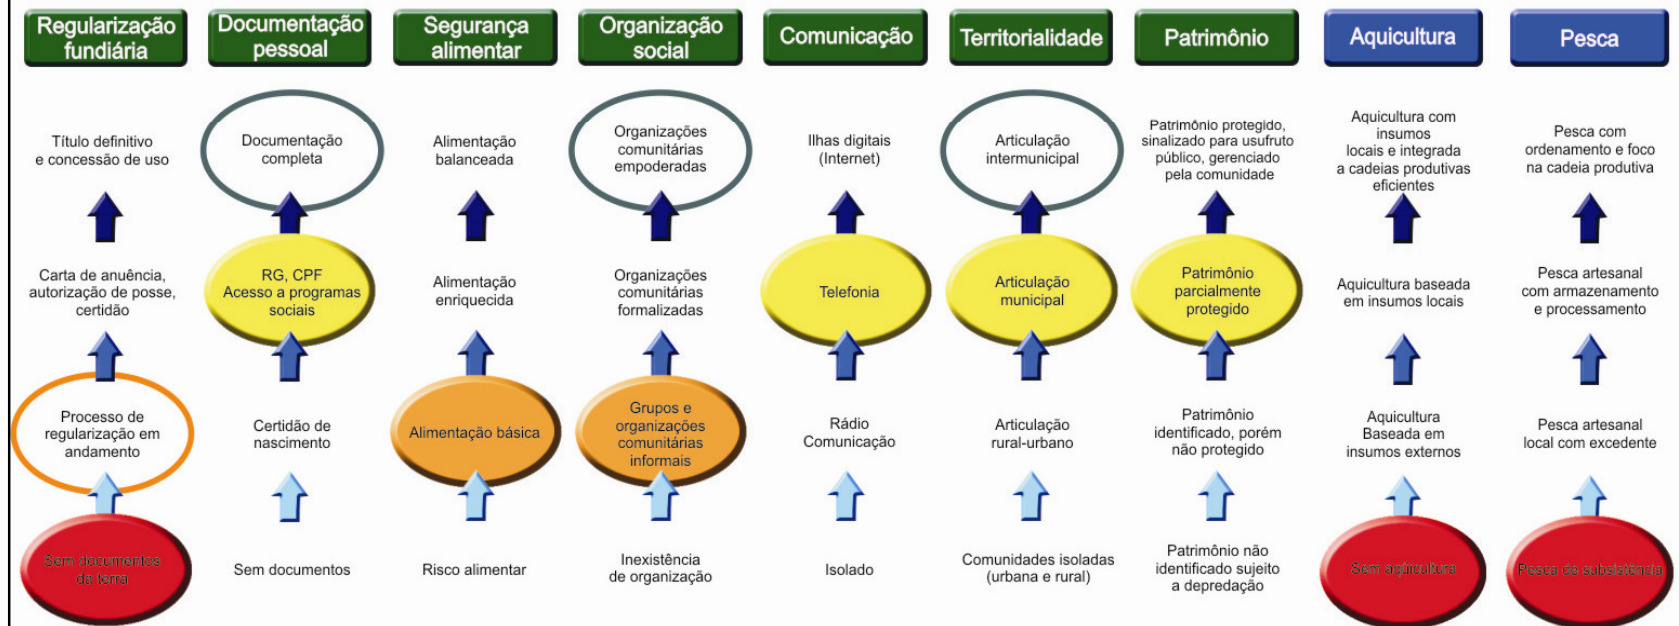 Regularização
fundiária
Documentação
pessoal
Segurança
alimentar
Organização
social
Comunicação
Territorialidade
Patrimônio
Aquicultura
Pesca
Título definitivo
e concessão de uso
Documentação
completa
Alimentação
balanceada
Organizações
comunitárias
empoderadas
Ilhas digitais
(Internet)
Articulação
intermunicipal
Patrimônio protegido,
sinalizado para usufruto
público, gerenciado
pela comunidade
Aquicultura com
insumos
locais e integrada
a cadeias produtivas
eficientes
Pesca com
ordenamento e foco
na cadeia produtiva
Carta de anuência,
autorização de posse,
certidão
RG, CPF
Acesso a programas
sociais
Alimentação
enriquecida
Organizações
comunitárias
formalizadas
Telefonia
Articulação
municipal
Patrimônio
parcialmente
protegido
Aquicultura baseada
em insumos locais
Pesca artesanal
com armazenamento
e processamento
Processo de
regularização em
andamento
Certidão de
nascimento
Alimentação básica
Grupos e
organizações
comunitárias
informais
Rádio
Comunicação
Articulação
rural-urbano
Patrimônio
identificado, porém
não protegido
Aquicultura
Baseada em
insumos externos
Pesca artesanal
local com excedente
Sem documentos
da terra
Sem documentos
Risco alimentar
Inexistência
de organização
Isolado
Comunidades isoladas
(urbana e rural)
Patrimônio não
identificado sujeito
a depredação
Sem aqüicultura
Pesca de subsistência